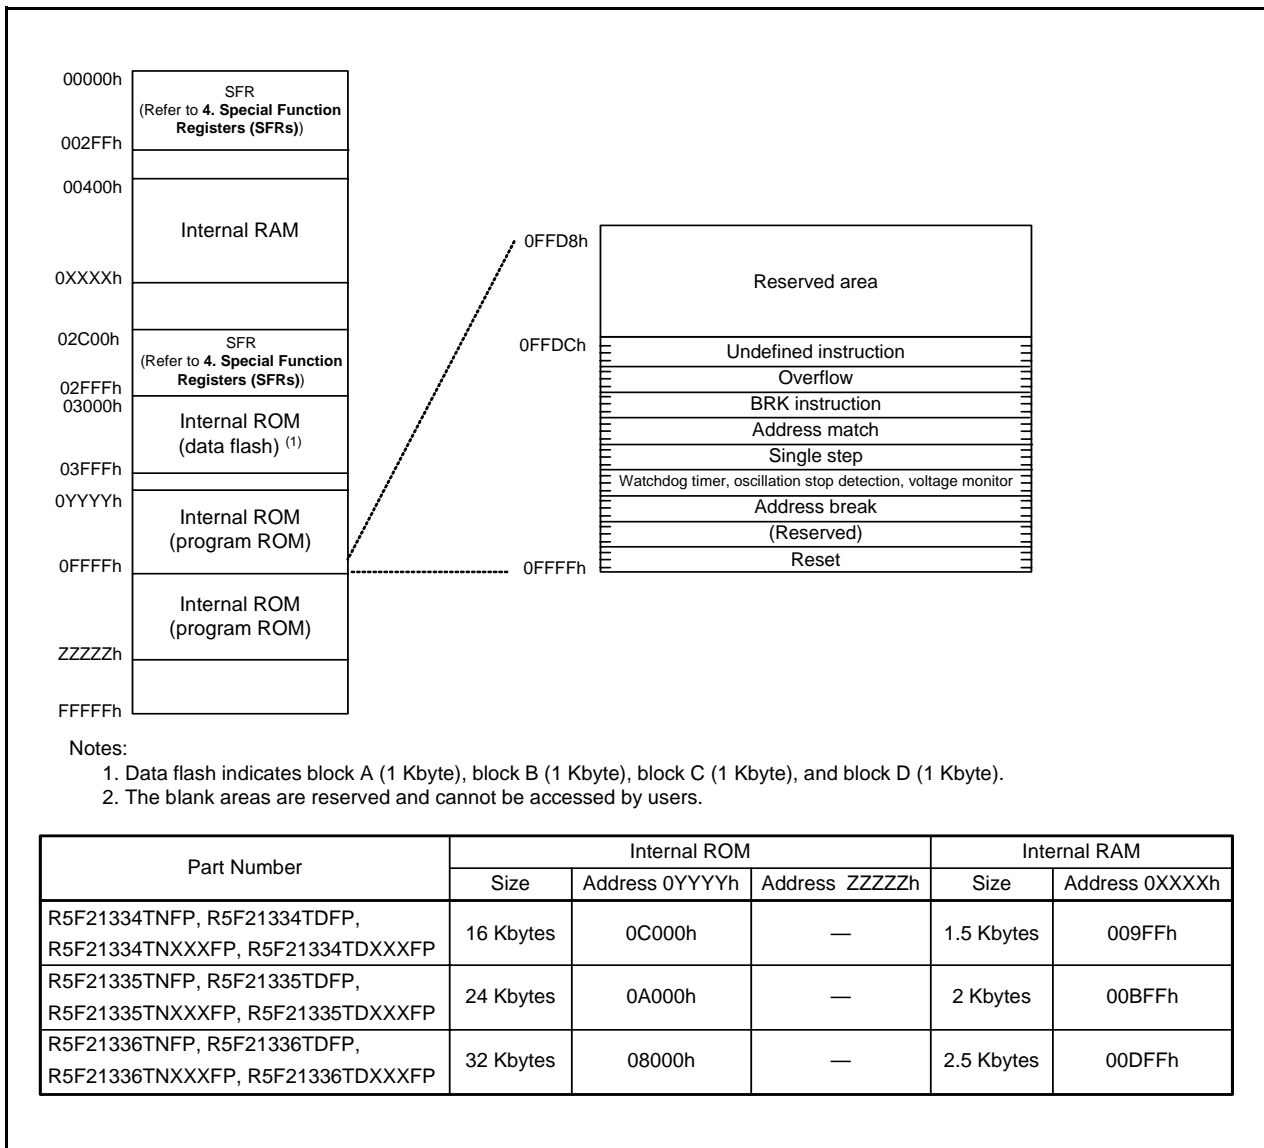 00000h
SFR
(Refer to 4. Special Function
Registers (SFRs))
002FFh
00400h
Internal RAM
0XXXXh
02C00h
SFR
(Refer to 4. Special Function
Registers (SFRs))
02FFFh
03000h
Internal ROM
(data flash) (1)
03FFFh
0YYYYh
Internal ROM
(program ROM)
0FFFFh
Internal ROM
(program ROM)
ZZZZZh
FFFFFh
0FFD8h
Reserved area
0FFDCh
Undefined instruction
Overflow
BRK instruction
Address match
Single step
Watchdog timer, oscillation stop detection, voltage monitor
Address break
(Reserved)
Reset
0FFFFh
Notes:
1. Data flash indicates block A (1 Kbyte), block B (1 Kbyte), block C (1 Kbyte), and block D (1 Kbyte).
2. The blank areas are reserved and cannot be accessed by users.
Part Number Internal ROM Internal RAM
Size Address 0YYYYh Address ZZZZZh Size Address 0XXXXh
R5F21334TNFP, R5F21334TDFP,
R5F21334TNXXXFP, R5F21334TDXXXFP
16 Kbytes 0C000h — 1.5 Kbytes 009FFh
R5F21335TNFP, R5F21335TDFP,
R5F21335TNXXXFP, R5F21335TDXXXFP
24 Kbytes 0A000h — 2 Kbytes 00BFFh
R5F21336TNFP, R5F21336TDFP,
R5F21336TNXXXFP, R5F21336TDXXXFP
32 Kbytes 08000h — 2.5 Kbytes 00DFFh